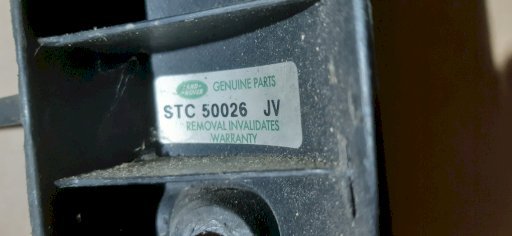 LAND-
ROVER
GENUINE PARTS
STC 50026 JV
REMOVAL INVALIDATES
WARRANTY